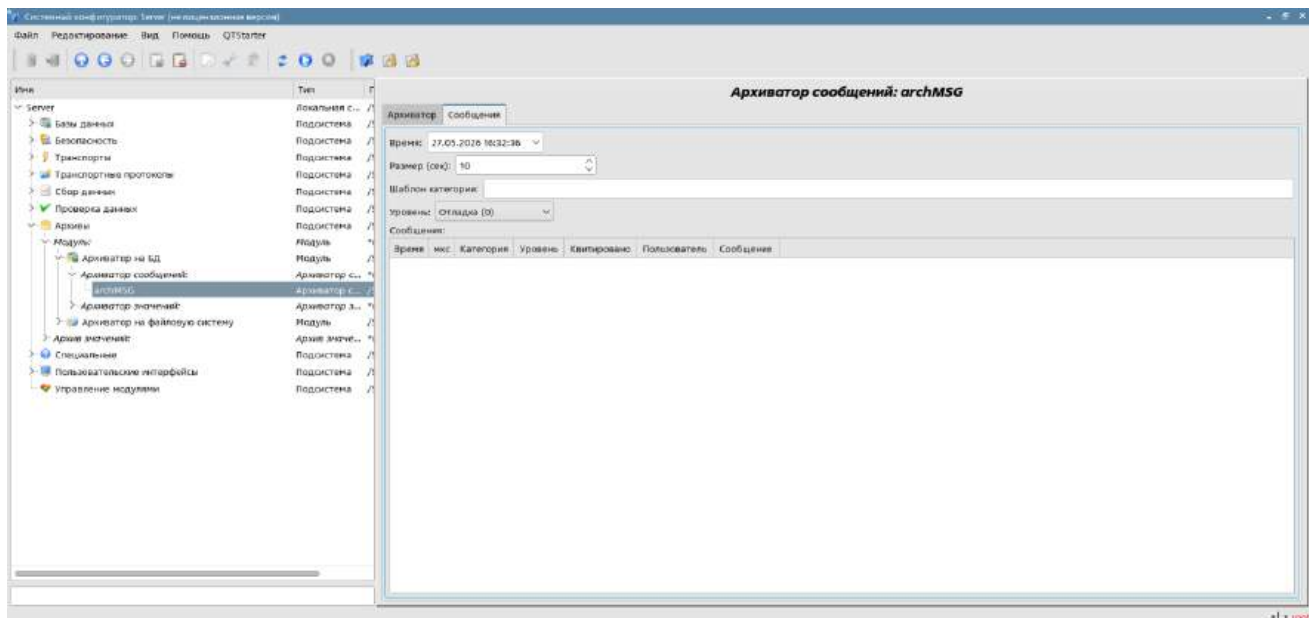 Системный конфигуратор: Server (не лицензионная версия)
Файл Редактирование Вид Помощь QTStarter
Имя Тип
Архиватор сообщений: archMSG
Архиватор Сообщения
Server Локальная с...
Базы данных Подсистема
Безопасность Подсистема
Транспорты Подсистема
Транспортные протоколы Подсистема
Сбор данных Подсистема
Проверка данных Подсистема
Архивы Подсистема
Модуль: Модуль
Архиватор на БД Модуль
Архиватор сообщений: Архиватор с...
archMSG Архиватор с...
Архиватор значений: Архиватор з...
Архиватор на файловую систему Модуль
Архив значений: Архив значе...
Специальные Подсистема
Пользовательские интерфейсы Подсистема
Управление модулями Подсистема
Время: 27.05.2026 16:32:36
Размер (сек): 10
Шаблон категории:
Уровень: Отладка (0)
Сообщения:
Время мкс Категория Уровень Квитировано Пользователь Сообщение